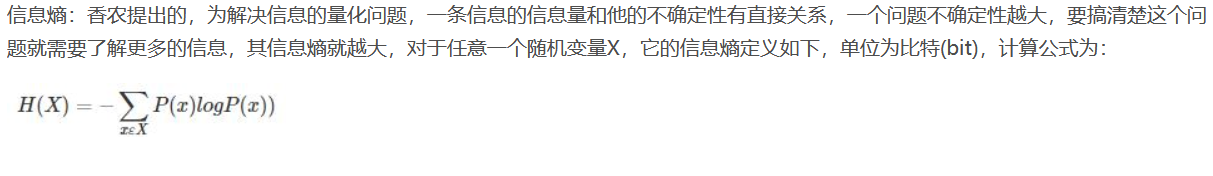 信息熵：香农提出的，为解决信息的量化问题，一条信息的信息量和他的不确定性有直接关系，一个问题不确定性越大，要搞清楚这个问
题就需要了解更多的信息，其信息熵就越大，对于任意一个随机变量X，它的信息熵定义如下，单位为比特(bit)，计算公式为：
H(X) = − ∑ P(x)logP(x))
xεX